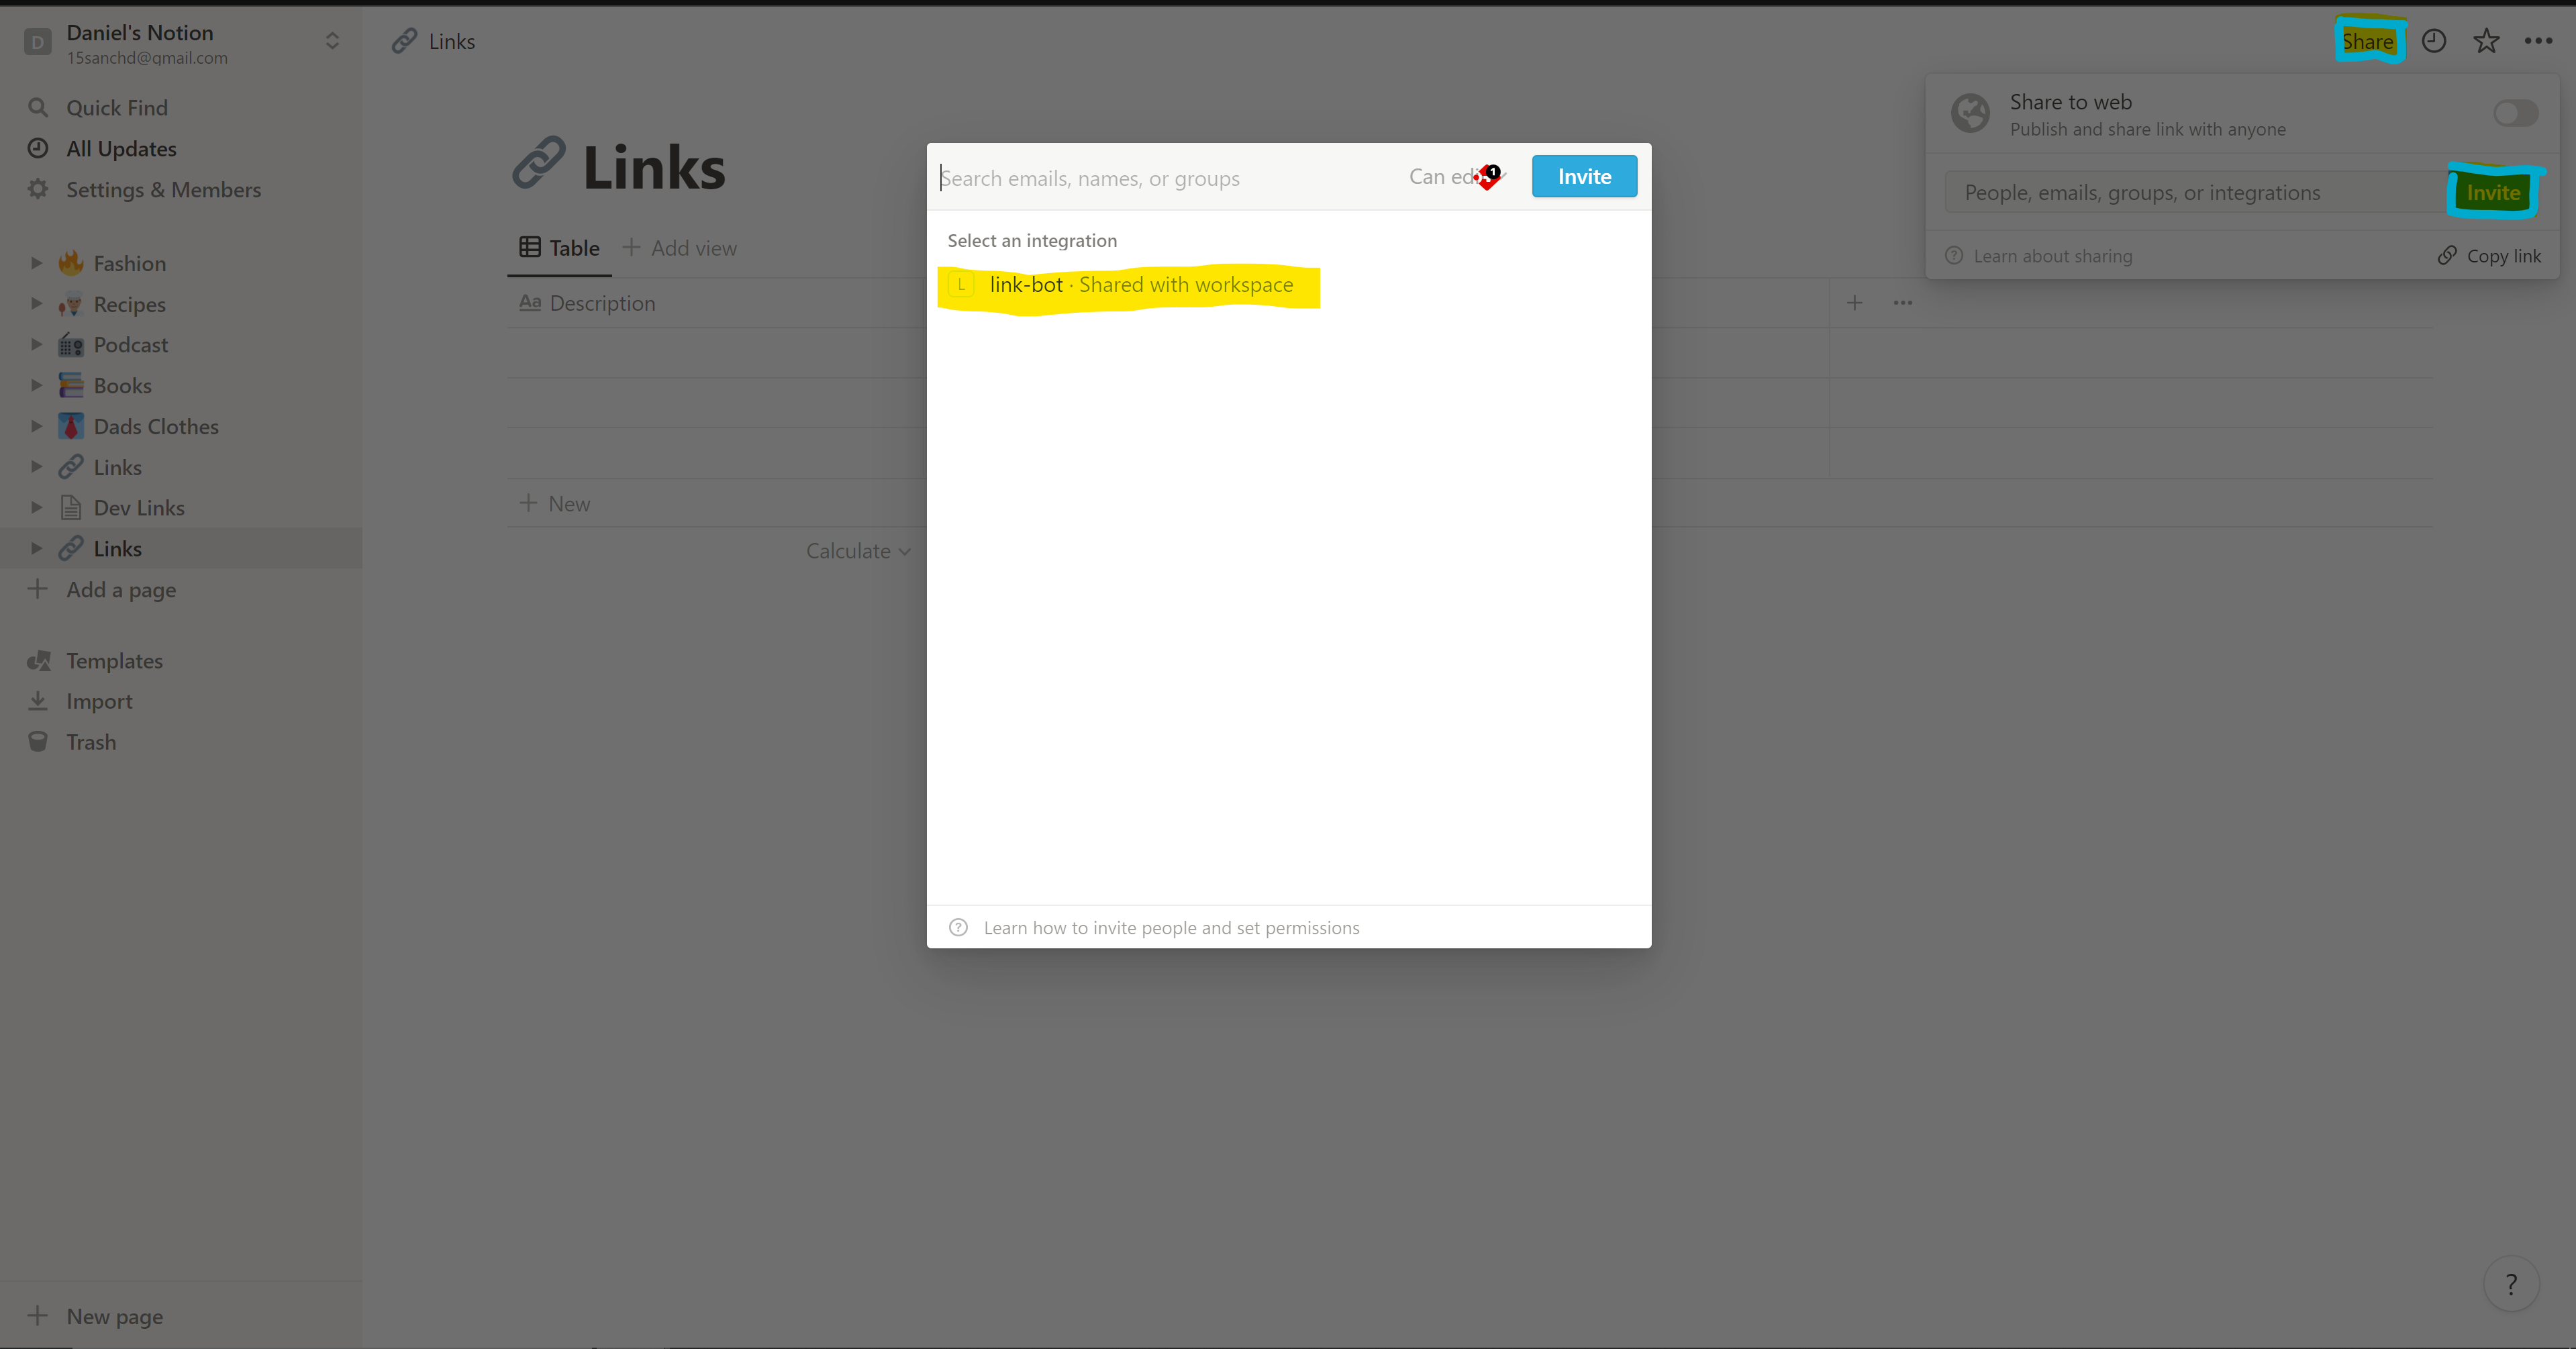 D
Daniel's Notion
15sanchd@gmail.com
Quick Find
All Updates
Settings & Members
Fashion
Recipes
Podcast
Books
Dads Clothes
Links
Dev Links
Links
Add a page
Templates
Import
Trash
New page
Links
Share
Links
Table
Add view
Aa Description
New
Calculate
Search emails, names, or groups
Can
1
Invite
Select an integration
L link-bot · Shared with workspace
Learn how to invite people and set permissions
Share to web
Publish and share link with anyone
People, emails, groups, or integrations
Invite
Learn about sharing
Copy link
?